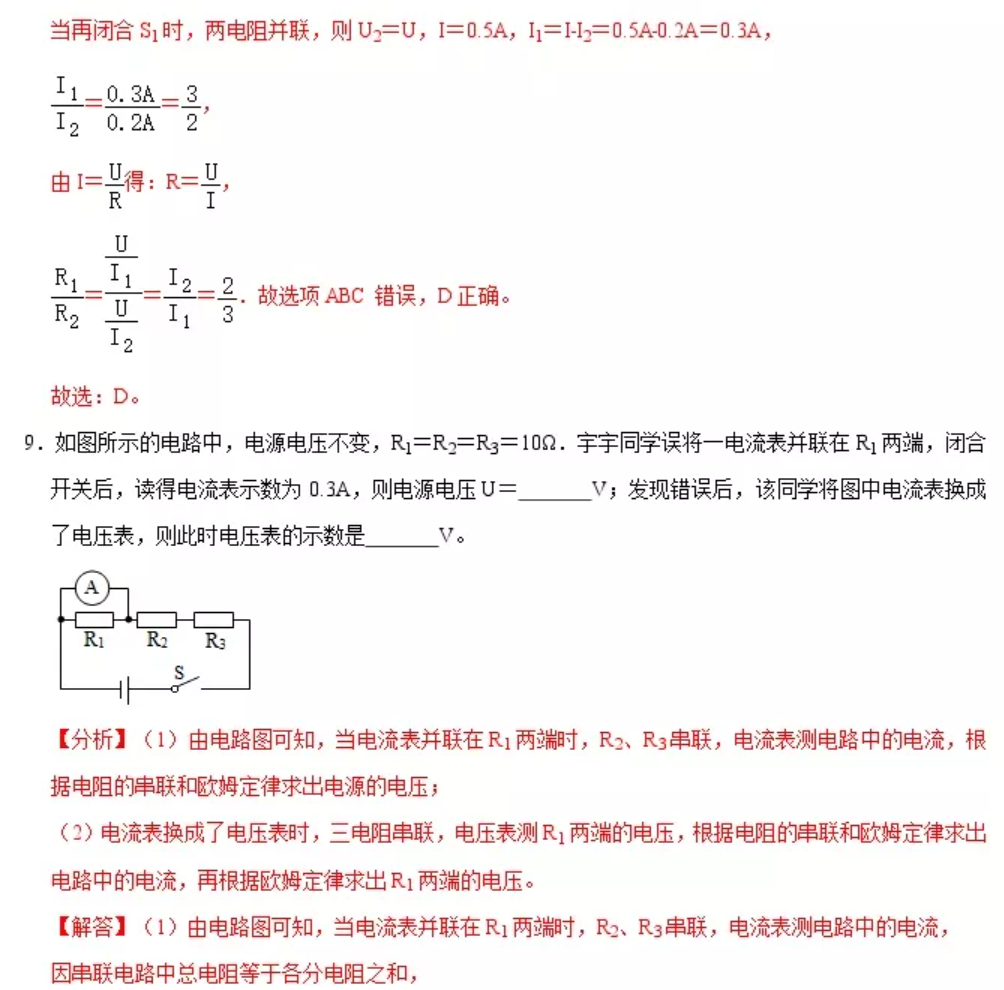 当再闭合 S₁时，两电阻并联，则 U₂＝U，I＝0.5A，I₁＝I-I₂＝0.5A-0.2A＝0.3A，
I₁/I₂＝0.3A/0.2A＝3/2，
由 I＝U/R得：R＝U/I，
R₁/R₂＝(U/I₁)/(U/I₂)＝I₂/I₁＝2/3．故选项 ABC 错误，D 正确。
故选：D。
9．如图所示的电路中，电源电压不变，R₁＝R₂＝R₃＝10Ω．宇宇同学误将一电流表并联在 R₁ 两端，闭合
开关后，读得电流表示数为 0.3A，则电源电压 U＝______V；发现错误后，该同学将图中电流表换成
了电压表，则此时电压表的示数是______V。
A
R₁ R₂ R₃
S
【分析】（1）由电路图可知，当电流表并联在 R₁ 两端时，R₂、R₃ 串联，电流表测电路中的电流，根
据电阻的串联和欧姆定律求出电源的电压；
（2）电流表换成了电压表时，三电阻串联，电压表测 R₁ 两端的电压，根据电阻的串联和欧姆定律求出
电路中的电流，再根据欧姆定律求出 R₁ 两端的电压。
【解答】（1）由电路图可知，当电流表并联在 R₁ 两端时，R₂、R₃ 串联，电流表测电路中的电流，
因串联电路中总电阻等于各分电阻之和，